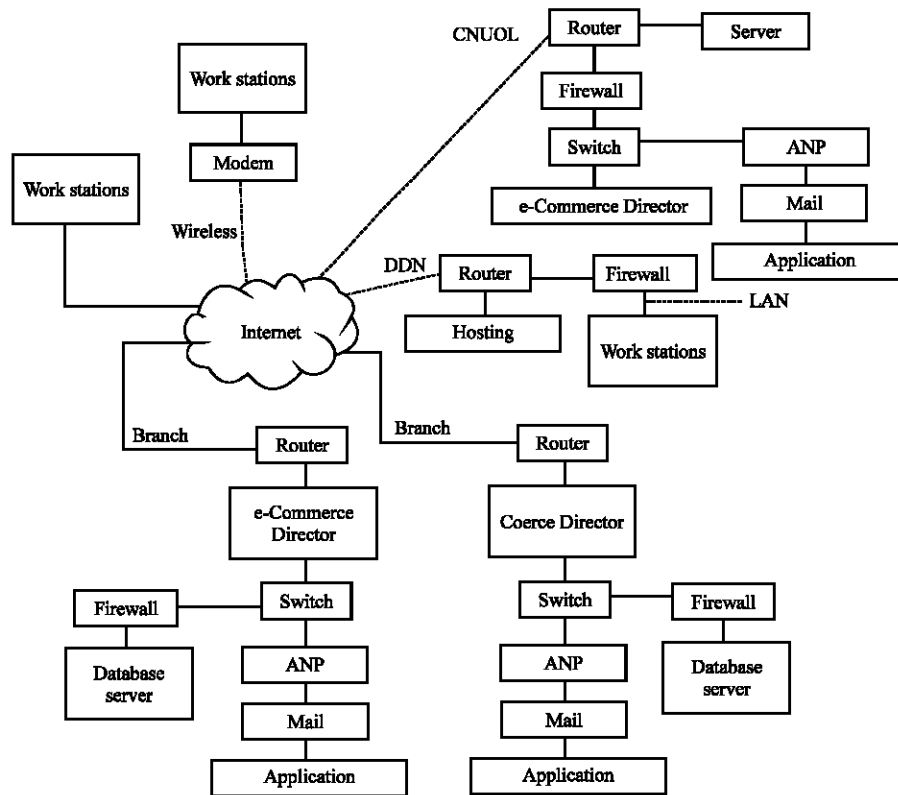 CNUOL
Router
Server
Work stations
Firewall
Switch
ANP
Modem
Work stations
e-Commerce Director
Mail
Wireless
Application
DDN
Router
Firewall
LAN
Internet
Hosting
Work stations
Branch
Router
Branch
Router
e-Commerce
Director
Coerce Director
Firewall
Switch
Switch
Firewall
Database
server
ANP
ANP
Database
server
Mail
Mail
Application
Application